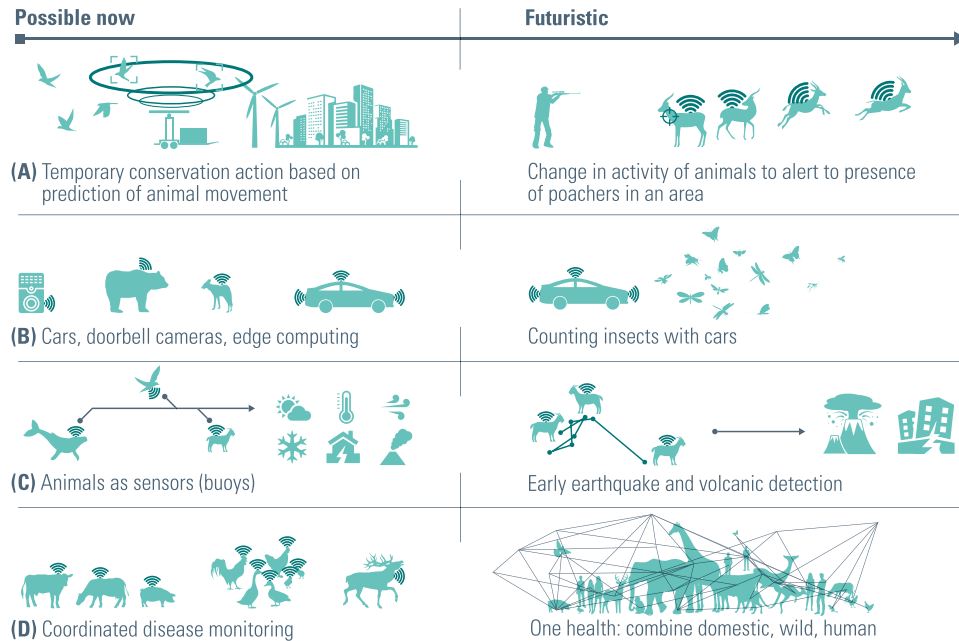 Possible now
Futuristic
(A) Temporary conservation action based on
prediction of animal movement
Change in activity of animals to alert to presence
of poachers in an area
(B) Cars, doorbell cameras, edge computing
Counting insects with cars
(C) Animals as sensors (buoys)
Early earthquake and volcanic detection
(D) Coordinated disease monitoring
One health: combine domestic, wild, human